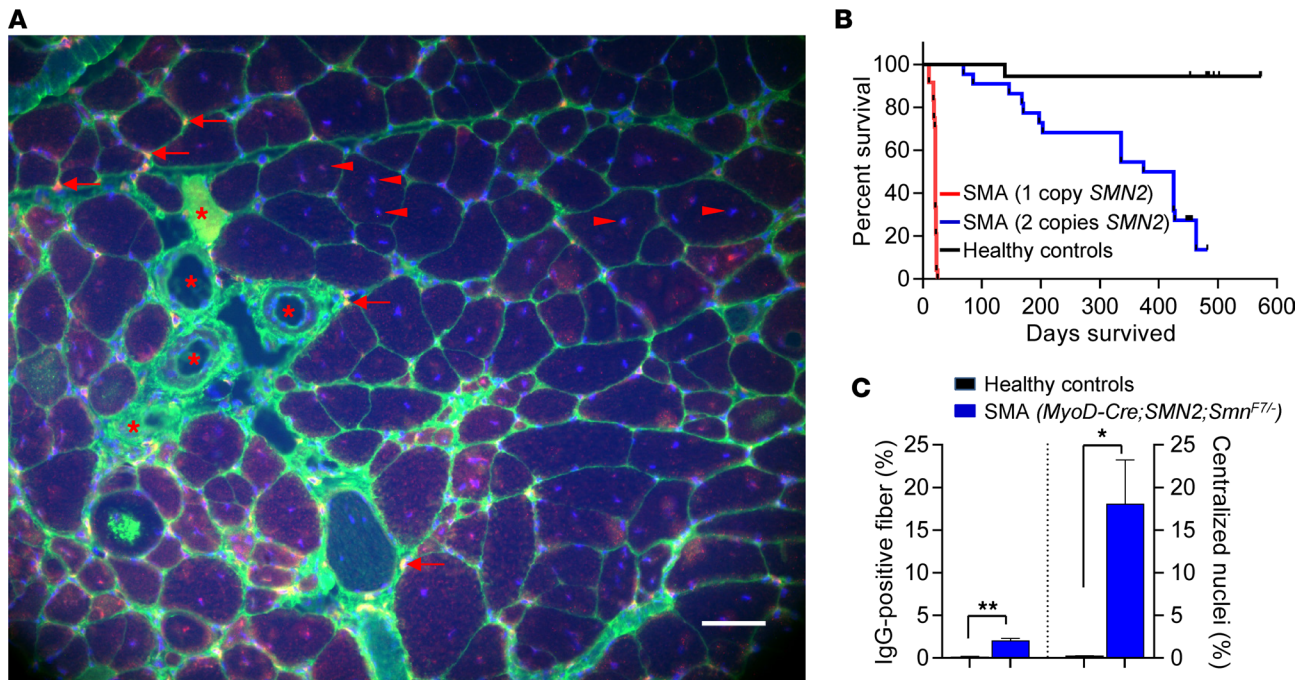 A
*
*
*
*
*
B
Percent survival
100
80
60
40
20
0
SMA (1 copy SMN2)
SMA (2 copies SMN2)
Healthy controls
0 100 200 300 400 500 600
Days survived
C
Healthy controls
SMA (MyoD-Cre;SMN2;Smn^F7/-)
IgG-positive fiber (%)
25
20
15
10
5
0
**
*
25
20
15
10
5
0
Centralized nuclei (%)